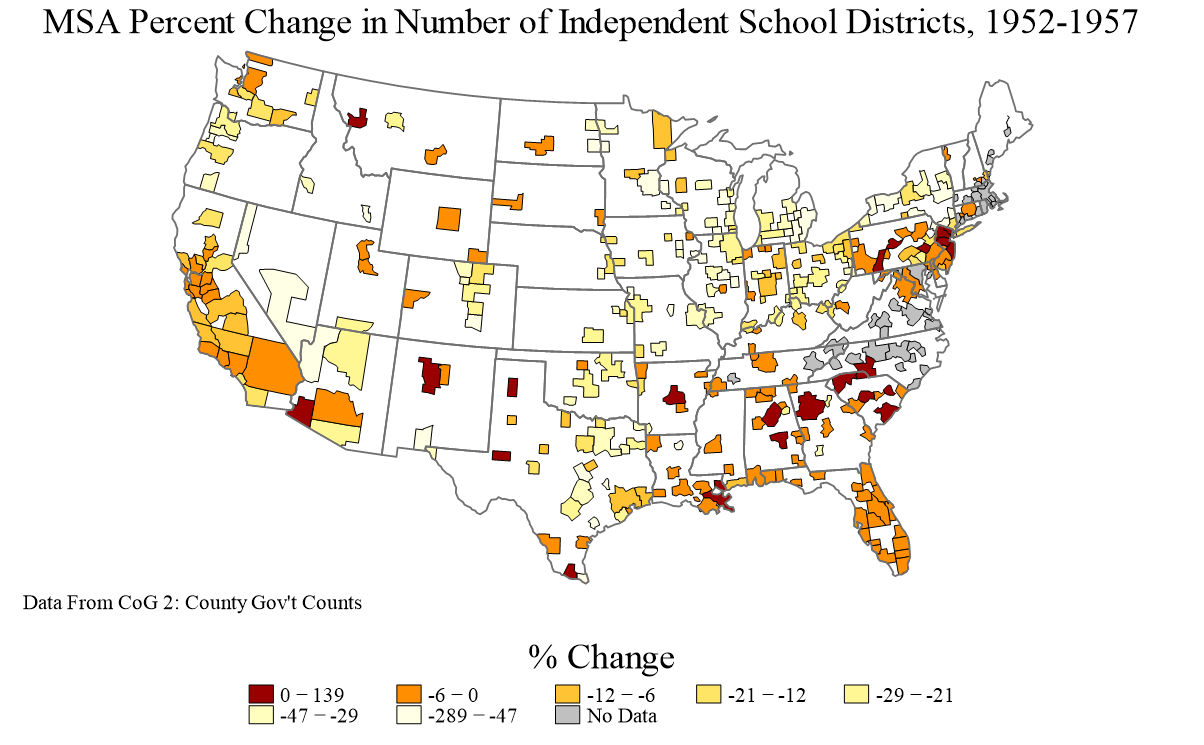 MSA Percent Change in Number of Independent School Districts, 1952-1957
Data From CoG 2: County Gov't Counts
% Change
0 − 139
-6 − 0
-12 − -6
-21 − -12
-29 − -21
-47 − -29
-289 − -47
No Data